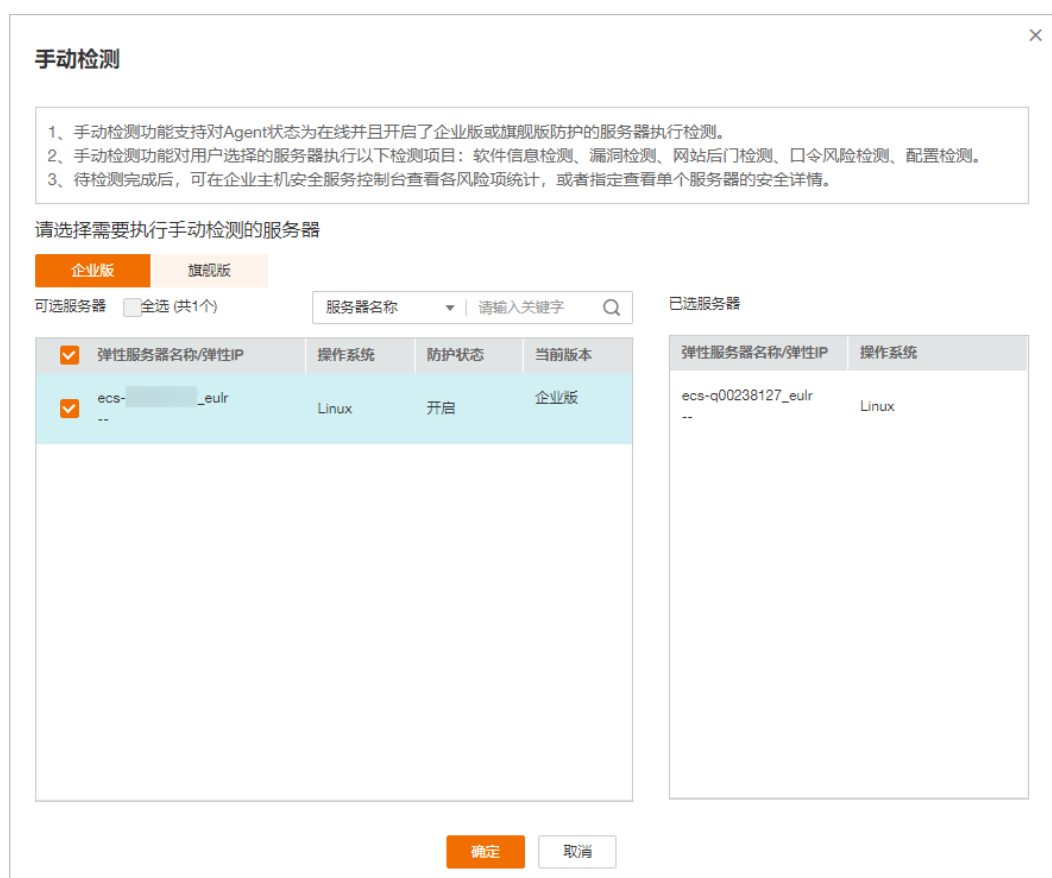 手动检测
1、手动检测功能支持对Agent状态为在线并且开启了企业版或旗舰版防护的服务器执行检测。
2、手动检测功能对用户选择的服务器执行以下检测项目：软件信息检测、漏洞检测、网站后门检测、口令风险检测、配置检测。
3、待检测完成后，可在企业主机安全服务控制台查看各风险项统计，或者指定查看单个服务器的安全详情。
请选择需要执行手动检测的服务器
企业版 旗舰版
可选服务器 全选 (共1个) 服务器名称 请输入关键字 已选服务器
弹性服务器名称/弹性IP 操作系统 防护状态 当前版本 弹性服务器名称/弹性IP 操作系统
ecs- _eulr Linux 开启 企业版 ecs-q00238127_eulr Linux
-- --
确定 取消